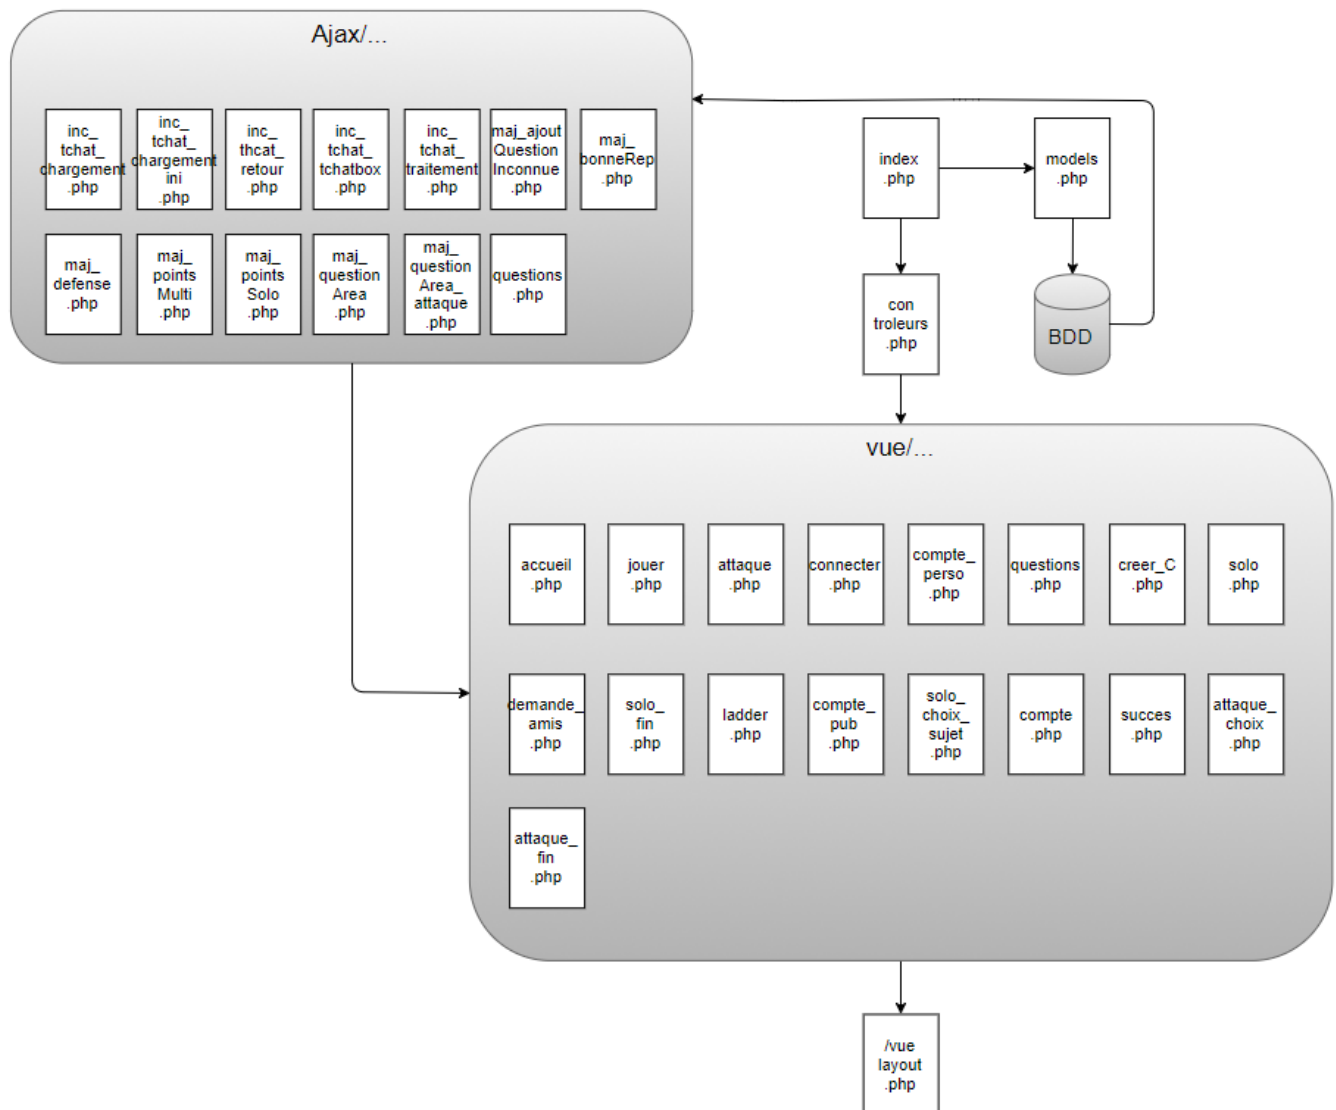 Ajax/...
inc_
tchat_
chargement
.php
inc_
tchat_
chargement
ini
.php
inc_
thcat_
retour
.php
inc_
tchat_
tchatbox
.php
inc_
tchat_
traitement
.php
maj_ajout
Question
Inconnue
.php
maj_
bonneRep
.php
maj_
defense
.php
maj_
points
Multi
.php
maj_
points
Solo
.php
maj_
question
Area
.php
maj_
question
Area_
attaque
.php
questions
.php
index
.php
models
.php
con
troleurs
.php
BDD
vue/...
accueil
.php
jouer
.php
attaque
.php
connecter
.php
compte_
perso
.php
questions
.php
creer_C
.php
solo
.php
demande_
amis
.php
solo_
fin
.php
ladder
.php
compte_
pub
.php
solo_
choix_
sujet
.php
compte
.php
succes
.php
attaque_
choix
.php
attaque_
fin
.php
/vue
layout
.php